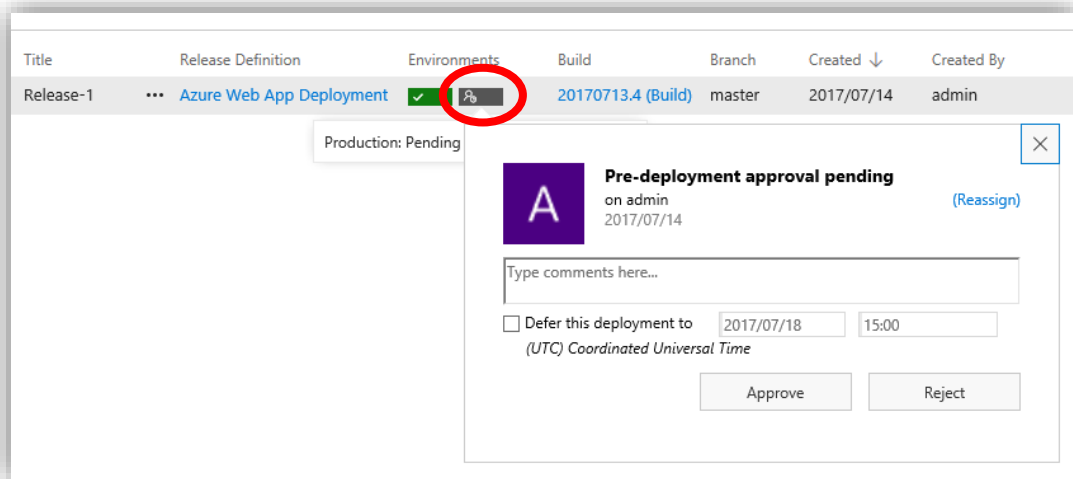 Title Release Definition Environments Build Branch Created ↓ Created By
Release-1 ••• Azure Web App Deployment 20170713.4 (Build) master 2017/07/14 admin
Production: Pending
Pre-deployment approval pending
A on admin (Reassign)
2017/07/14
Type comments here...
Defer this deployment to 2017/07/18 15:00
(UTC) Coordinated Universal Time
Approve Reject